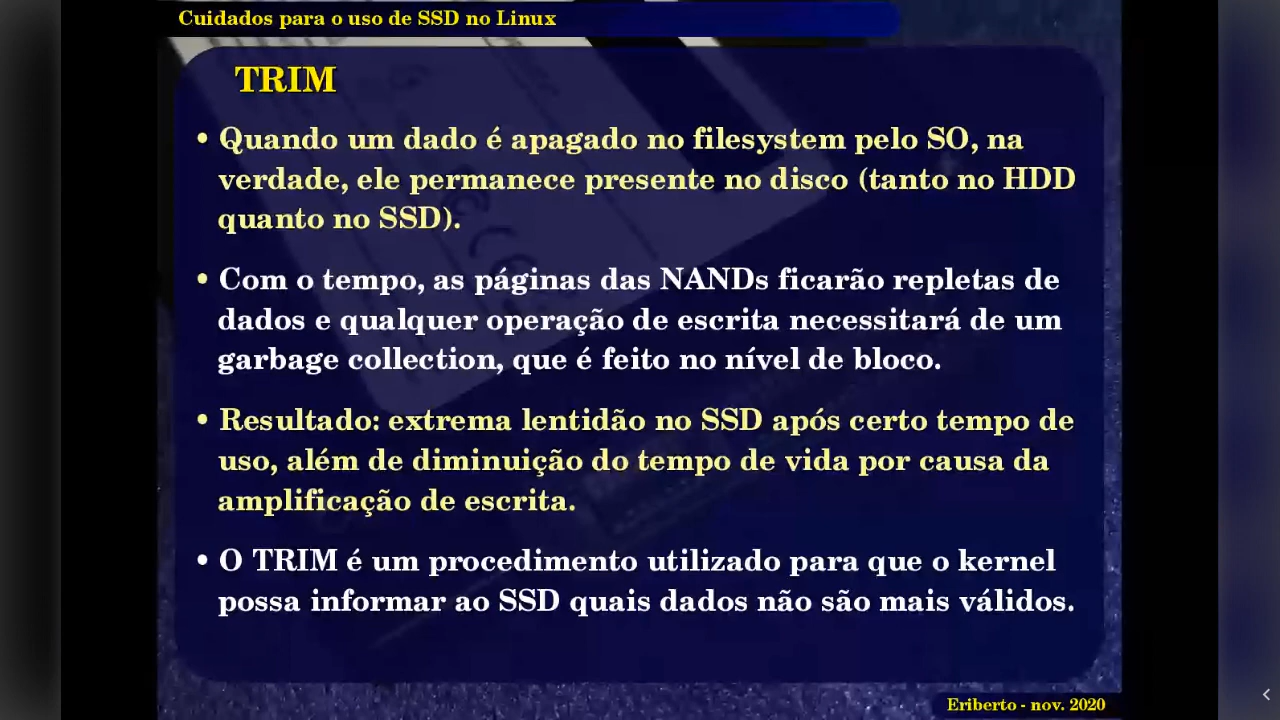 Cuidados para o uso de SSD no Linux
TRIM
• Quando um dado é apagado no filesystem pelo SO, na
verdade, ele permanece presente no disco (tanto no HDD
quanto no SSD).
• Com o tempo, as páginas das NANDs ficarão repletas de
dados e qualquer operação de escrita necessitará de um
garbage collection, que é feito no nível de bloco.
• Resultado: extrema lentidão no SSD após certo tempo de
uso, além de diminuição do tempo de vida por causa da
amplificação de escrita.
• O TRIM é um procedimento utilizado para que o kernel
possa informar ao SSD quais dados não são mais válidos.
Eriberto - nov. 2020